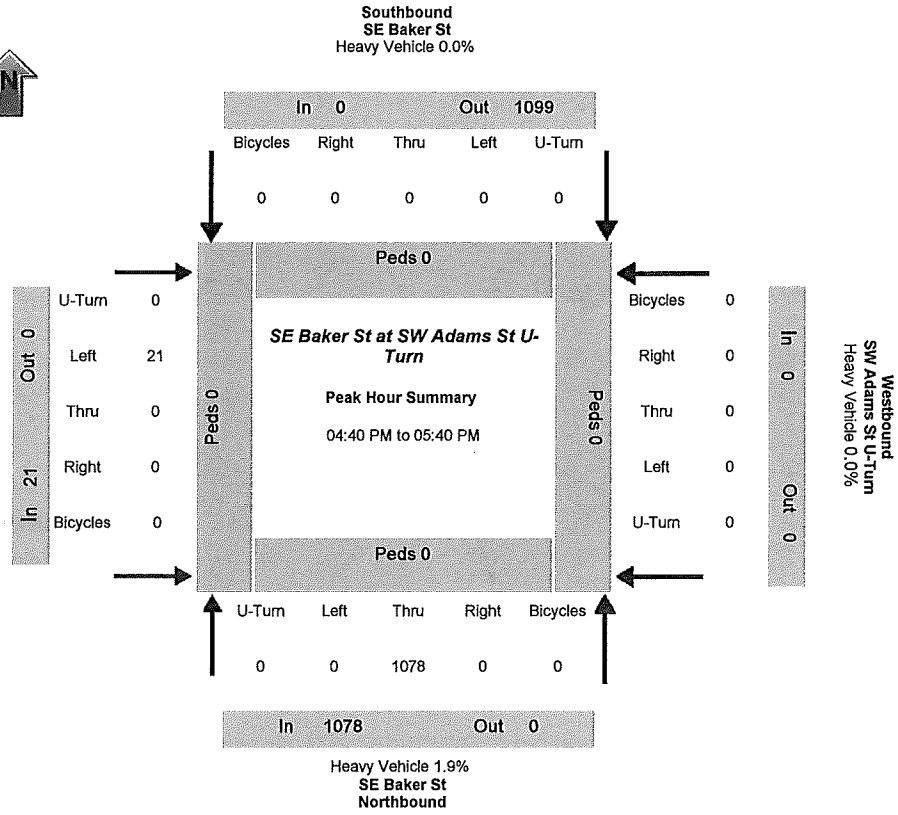 Southbound
SE Baker St
Heavy Vehicle 0.0%
N
In 0 Out 1099
Bicycles Right Thru Left U-Turn
0 0 0 0 0
Peds 0
U-Turn 0
Left 21
Thru 0
Right 0
Bicycles 0
Out 0
In 21
Peds 0
SE Baker St at SW Adams St U-
Turn
Peak Hour Summary
04:40 PM to 05:40 PM
Peds 0
Bicycles 0
Right 0
Thru 0
Left 0
U-Turn 0
In 0
Out 0
Westbound
SW Adams St U-Turn
Heavy Vehicle 0.0%
Peds 0
U-Turn Left Thru Right Bicycles
0 0 1078 0 0
In 1078 Out 0
Heavy Vehicle 1.9%
SE Baker St
Northbound